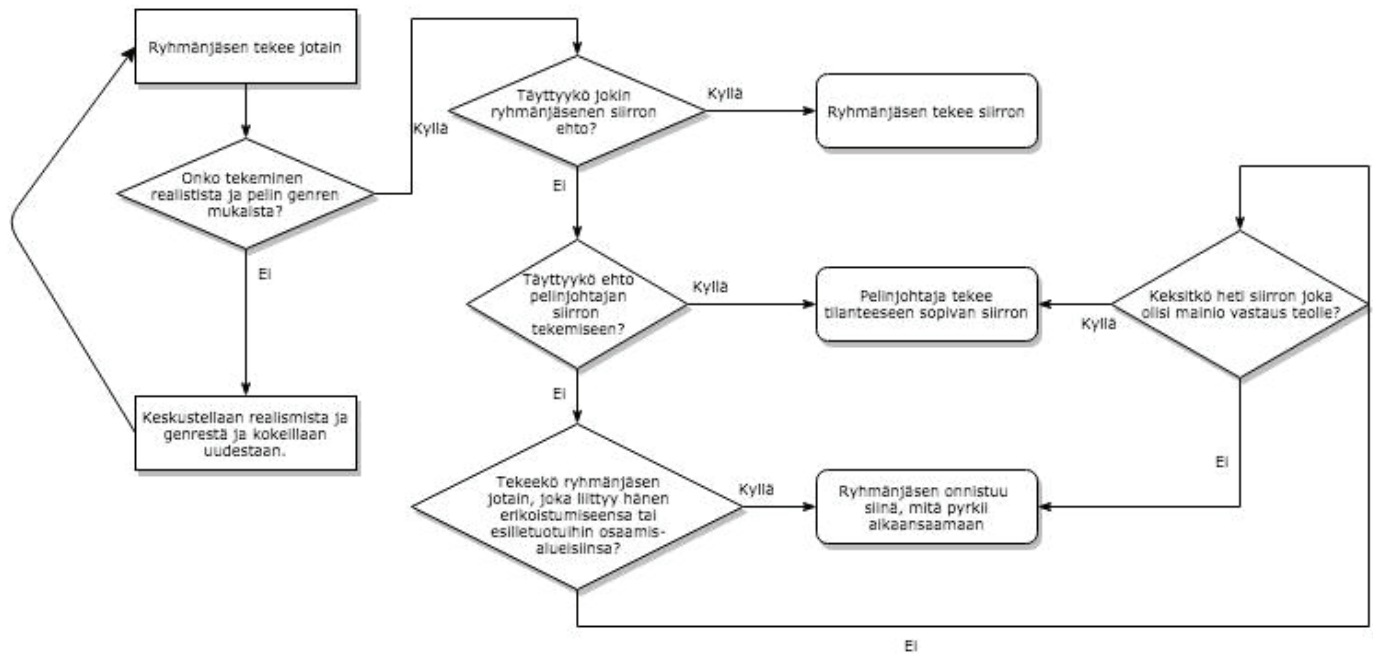 Ryhmänjäsen tekee jotain
Onko tekeminen
realistista ja pelin genren
mukaista?
Kyllä
Ei
Keskustellaan realismista ja
genrestä ja kokeillaan
uudestaan.
Täyttyykö jokin
ryhmänjäsenen siirron
ehto?
Kyllä
Ryhmänjäsen tekee siirron
Ei
Täyttyykö ehto
pelinjohtajan
siirron
tekemiseen?
Kyllä
Pelinjohtaja tekee
tilanteeseen sopivan siirron
Ei
Tekeekö ryhmänjäsen
jotain, joka liittyy hänen
erikoistumiseensa tai
esilletuotuihin osaamis-
alueisiinsa?
Kyllä
Ryhmänjäsen onnistuu
siinä, mitä pyrkii
aikaansaamaan
Ei
Keksitkö heti siirron joka
olisi mainio vastaus teolle?
Kyllä
Ei